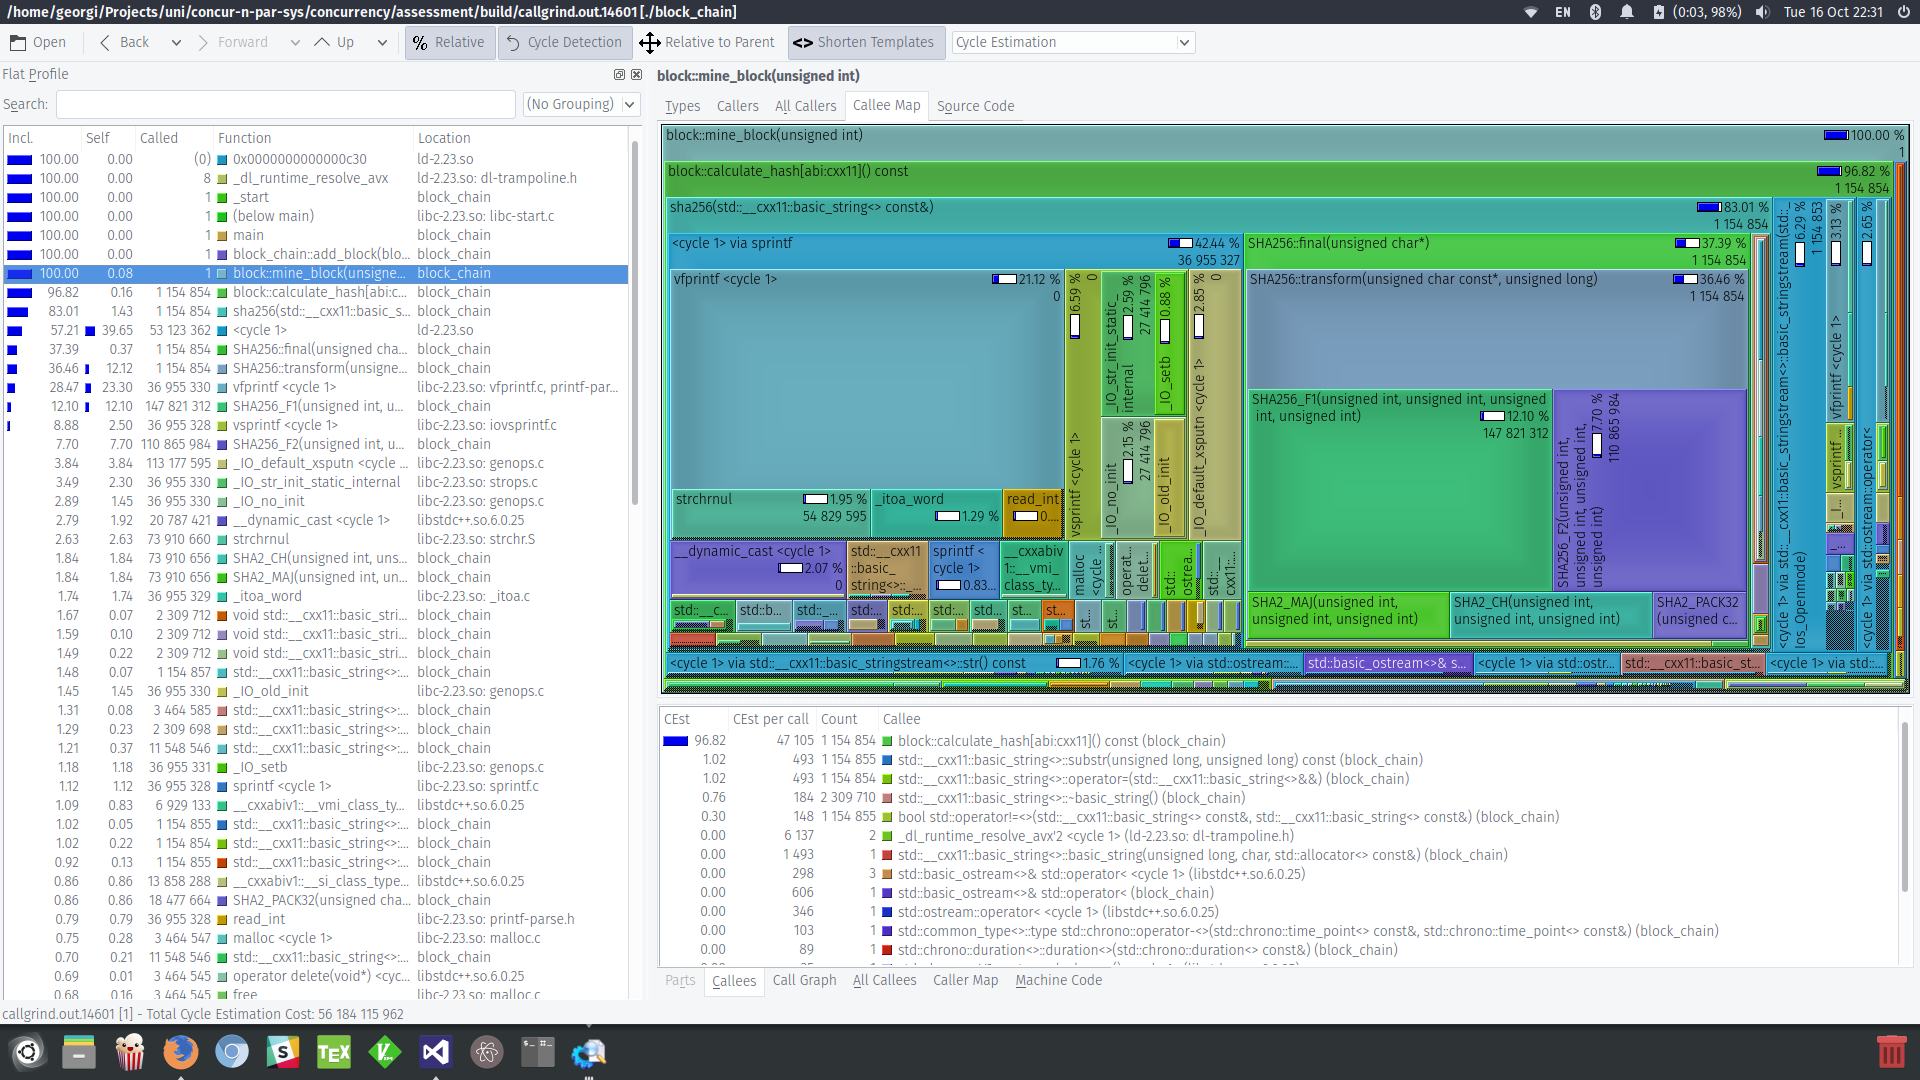 /home/georgi/Projects/uni/concur-n-par-sys/concurrency/assessment/build/callgrind.out.14601 [./block_chain]
EN (0:03, 98%) Tue 16 Oct 22:31
Open Back Forward Up % Relative Cycle Detection Relative to Parent <> Shorten Templates Cycle Estimation
Flat Profile
Search: (No Grouping)
Incl. Self Called Function Location
100.00 0.00 (0) 0x0000000000000c30 ld-2.23.so
100.00 0.00 8 _dl_runtime_resolve_avx ld-2.23.so: dl-trampoline.h
100.00 0.00 1 _start block_chain
100.00 0.00 1 (below main) libc-2.23.so: libc-start.c
100.00 0.00 1 main block_chain
100.00 0.00 1 block_chain::add_block(blo... block_chain
100.00 0.08 1 block::mine_block(unsigne... block_chain
96.82 0.16 1 154 854 block::calculate_hash[abi:c... block_chain
83.01 1.43 1 154 854 sha256(std::__cxx11::basic_s... block_chain
57.21 39.65 53 123 362 <cycle 1> ld-2.23.so
37.39 0.37 1 154 854 SHA256::final(unsigned cha... block_chain
36.46 12.12 1 154 854 SHA256::transform(unsigne... block_chain
28.47 23.30 36 955 330 vfprintf <cycle 1> libc-2.23.so: vfprintf.c, printf-par...
12.10 12.10 147 821 312 SHA256_F1(unsigned int, u... block_chain
8.88 2.50 36 955 328 vsprintf <cycle 1> libc-2.23.so: iovsprintf.c
7.70 7.70 110 865 984 SHA256_F2(unsigned int, u... block_chain
3.84 3.84 113 177 595 _IO_default_xsputn <cycle ... libc-2.23.so: genops.c
3.49 2.30 36 955 330 _IO_str_init_static_internal libc-2.23.so: strops.c
2.89 1.45 36 955 330 _IO_no_init libc-2.23.so: genops.c
2.79 1.92 20 787 421 __dynamic_cast <cycle 1> libstdc++.so.6.0.25
2.63 2.63 73 910 660 strchrnul libc-2.23.so: strchr.S
1.84 1.84 73 910 656 SHA2_CH(unsigned int, uns... block_chain
1.84 1.84 73 910 656 SHA2_MAJ(unsigned int, un... block_chain
1.74 1.74 36 955 329 _itoa_word libc-2.23.so: _itoa.c
1.67 0.07 2 309 712 void std::__cxx11::basic_stri... block_chain
1.59 0.10 2 309 712 void std::__cxx11::basic_stri... block_chain
1.49 0.22 2 309 712 void std::__cxx11::basic_stri... block_chain
1.48 0.07 1 154 857 std::__cxx11::basic_string<>:... block_chain
1.45 1.45 36 955 330 _IO_old_init libc-2.23.so: genops.c
1.31 0.08 3 464 585 std::__cxx11::basic_string<>:... block_chain
1.29 0.23 2 309 698 std::__cxx11::basic_string<>:... block_chain
1.21 0.37 11 548 546 std::__cxx11::basic_string<>:... block_chain
1.18 1.18 36 955 331 _IO_setb libc-2.23.so: genops.c
1.12 1.12 36 955 328 sprintf <cycle 1> libc-2.23.so: sprintf.c
1.09 0.83 6 929 133 __cxxabiv1::__vmi_class_ty... libstdc++.so.6.0.25
1.02 0.05 1 154 855 std::__cxx11::basic_string<>:... block_chain
1.02 0.22 1 154 854 std::__cxx11::basic_string<>:... block_chain
0.92 0.13 1 154 855 std::__cxx11::basic_string<>:... block_chain
0.86 0.86 13 858 288 __cxxabiv1::__si_class_type... libstdc++.so.6.0.25
0.86 0.86 18 477 664 SHA2_PACK32(unsigned cha... block_chain
0.79 0.79 36 955 328 read_int libc-2.23.so: printf-parse.h
0.75 0.28 3 464 547 malloc <cycle 1> libc-2.23.so: malloc.c
0.70 0.21 11 548 546 std::__cxx11::basic_string<>:... block_chain
0.69 0.01 3 464 545 operator delete(void*) <cyc... libstdc++.so.6.0.25
0.68 0.16 3 464 545 free libc-2.23.so: malloc.c
callgrind.out.14601 [1] - Total Cycle Estimation Cost: 56 184 115 962
block::mine_block(unsigned int)
Types Callers All Callers Callee Map Source Code
block::mine_block(unsigned int) 100.00 %
1
block::calculate_hash[abi:cxx11]() const 96.82 %
1 154 854
sha256(std::__cxx11::basic_string<> const&) 83.01 %
1 154 854
<cycle 1> via sprintf 42.44 %
36 955 327
SHA256::final(unsigned char*) 37.39 %
1 154 854
vfprintf <cycle 1> 21.12 %
0
vsprintf <cycle 1> 6.59 %
0
_IO_str_init_static_
internal 2.59 %
27 414 796
_IO_setb 0.88 %
_IO_no_init 2.15 %
27 414 796
_IO_old_init
_IO_default_xsputn <cycle 1> 2.85 %
0
SHA256::transform(unsigned char const*, unsigned long) 36.46 %
1 154 854
SHA256_F1(unsigned int, unsigned int, unsigned
int, unsigned int) 12.10 %
147 821 312
SHA256_F2(unsigned int,
unsigned int, unsigned int,
unsigned int) 7.70 %
110 865 984
strchrnul 1.95 %
54 829 595
_itoa_word
1.29 %
read_int
0....
__dynamic_cast <cycle 1>
2.07 %
0
std::__cxx11
::basic_
string<>::_...
sprintf <
cycle 1>
0.83...
__cxxabiv
1::__vmi_
class_ty...
malloc
<cycle ...
operat...
delet...
std::
ostrea...
std::__
cxx11::...
std::__c... std::b... std::_... std:... std:... std:... std... st... st... st... st...
SHA2_MAJ(unsigned int,
unsigned int, unsigned int)
SHA2_CH(unsigned int,
unsigned int, unsigned int)
SHA2_PACK32
(unsigned c...
<cycle 1> via std::__cxx11::basic_stringstream<>::basic_stringstream(std::_
Ios_Openmode) 6.29 %
1 154 853
vfprintf <cycle 1> 3.13 %
vsprintf ...
_I...
_...
<cycle 1> via std::ostream::operator< 2.65 %
<cycle 1> via std::__cxx11::basic_stringstream<>::str() const 1.76 % <cycle 1> via std::ostream::... std::basic_ostream<>& s... <cycle 1> via std::ostr... std::__cxx11::basic_st... <cycle 1> via std::...
CEst CEst per call Count Callee
96.82 47 105 1 154 854 block::calculate_hash[abi:cxx11]() const (block_chain)
1.02 493 1 154 855 std::__cxx11::basic_string<>::substr(unsigned long, unsigned long) const (block_chain)
1.02 493 1 154 854 std::__cxx11::basic_string<>::operator=(std::__cxx11::basic_string<>&&) (block_chain)
0.76 184 2 309 710 std::__cxx11::basic_string<>::~basic_string() (block_chain)
0.30 148 1 154 855 bool std::operator!=<>(std::__cxx11::basic_string<> const&, std::__cxx11::basic_string<> const&) (block_chain)
0.00 6 137 2 _dl_runtime_resolve_avx'2 <cycle 1> (ld-2.23.so: dl-trampoline.h)
0.00 1 493 1 std::__cxx11::basic_string<>::basic_string(unsigned long, char, std::allocator<> const&) (block_chain)
0.00 298 3 std::basic_ostream<>& std::operator< <cycle 1> (libstdc++.so.6.0.25)
0.00 606 1 std::basic_ostream<>& std::operator< (block_chain)
0.00 346 1 std::ostream::operator< <cycle 1> (libstdc++.so.6.0.25)
0.00 103 1 std::common_type<>::type std::chrono::operator-<>(std::chrono::time_point<> const&, std::chrono::time_point<> const&) (block_chain)
0.00 89 1 std::chrono::duration<>::duration<>(std::chrono::duration<> const&) (block_chain)
Parts Callees Call Graph All Callees Caller Map Machine Code
S TEX